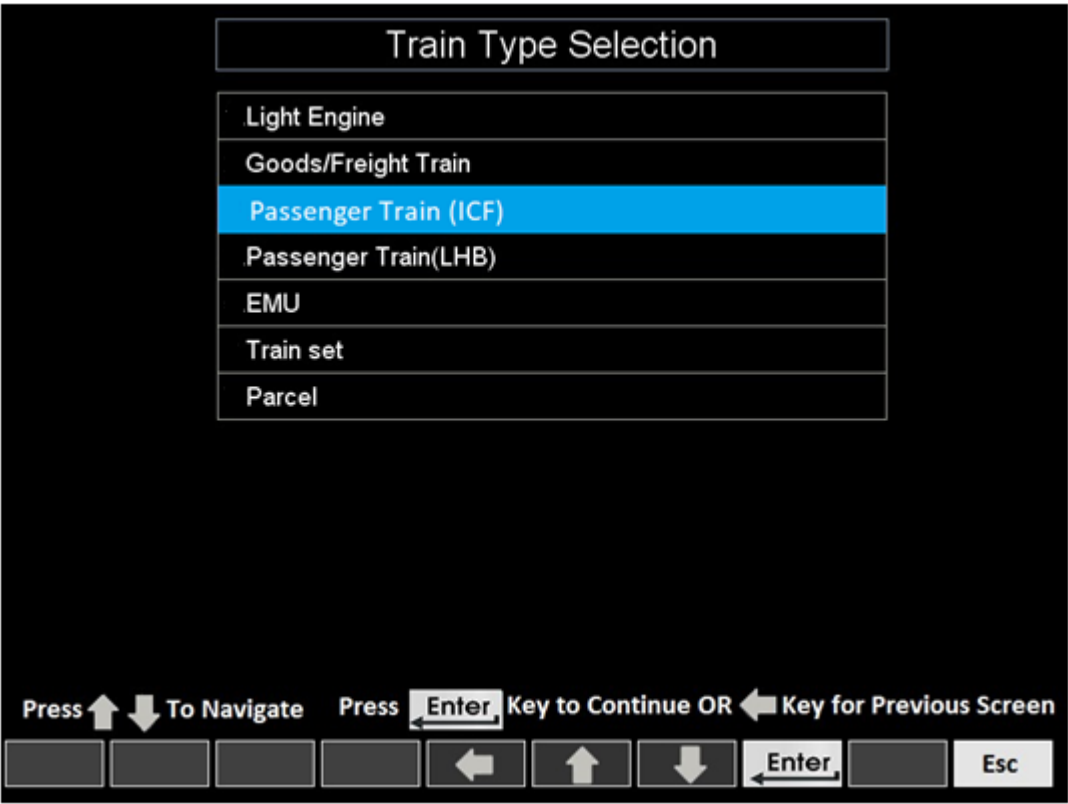 Train Type Selection
Light Engine
Goods/Freight Train
Passenger Train (ICF)
Passenger Train(LHB)
EMU
Train set
Parcel
Press To Navigate Press Enter Key to Continue OR Key for Previous Screen
Enter Esc